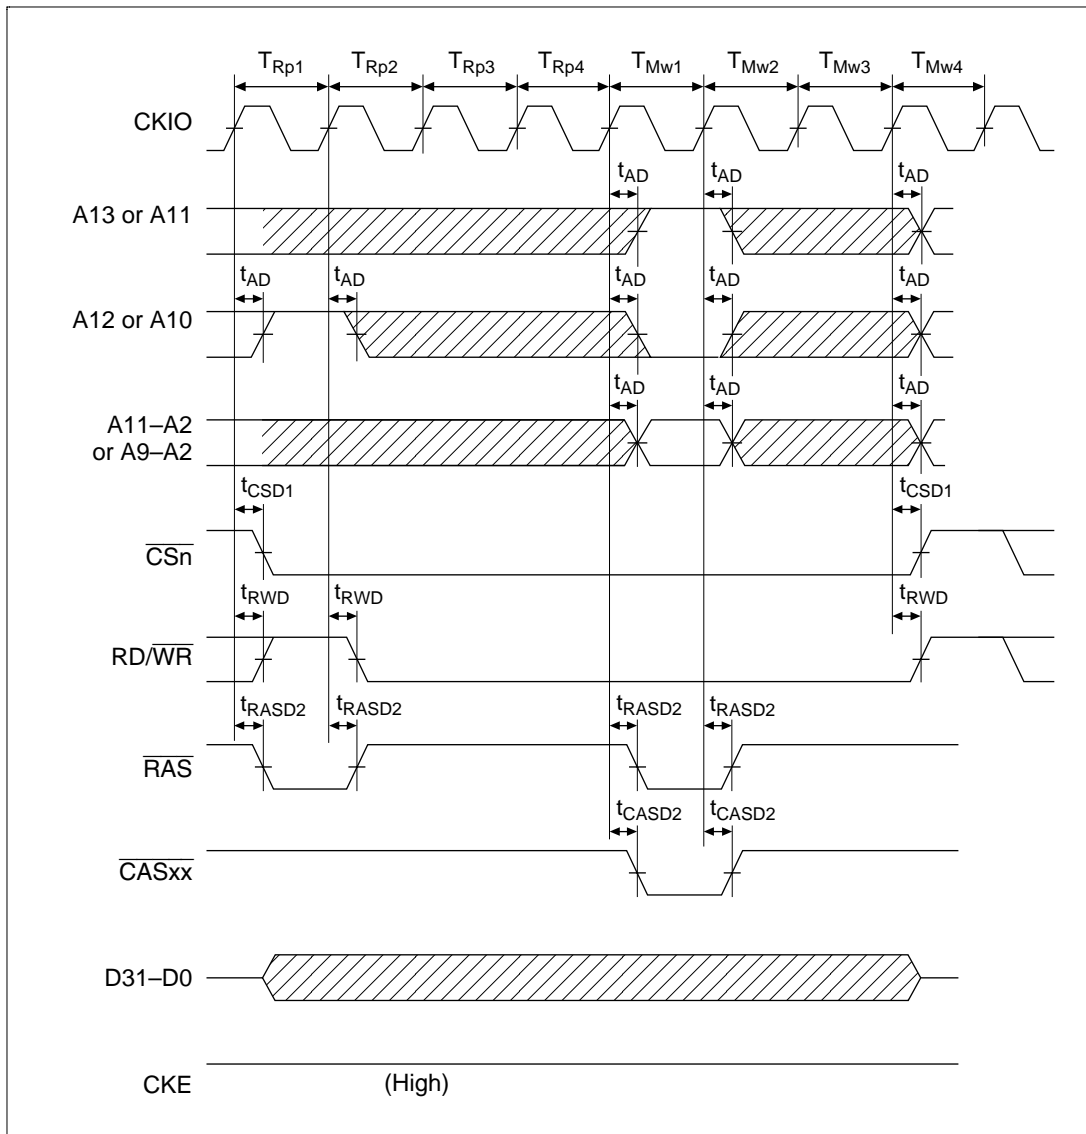 TRp1 TRp2 TRp3 TRp4 TMw1 TMw2 TMw3 TMw4
CKIO
tAD tAD tAD
A13 or A11
tAD tAD tAD tAD tAD
A12 or A10
tAD tAD tAD
A11–A2
or A9–A2
tCSD1 tCSD1
CSn
tRWD tRWD tRWD
RD/WR
tRASD2 tRASD2 tRASD2 tRASD2
RAS
tCASD2 tCASD2
CASxx
D31–D0
CKE (High)